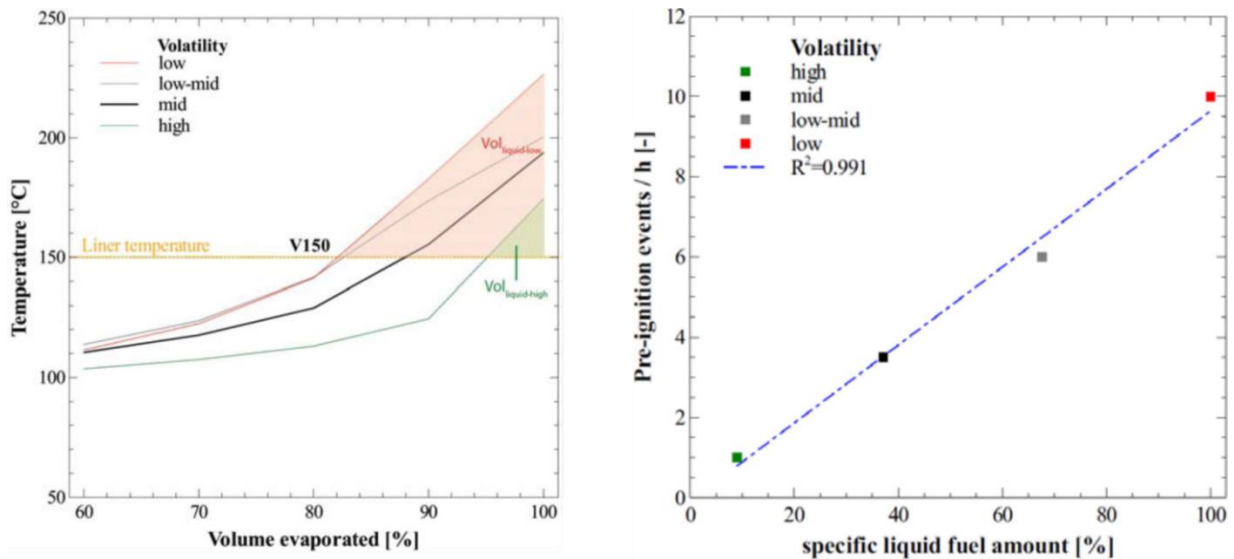 250
200
150
100
50
Temperature [°C]
Volatility
low
low-mid
mid
high
Vol liquid-low
Liner temperature
V150
Vol liquid-high
60
70
80
90
100
Volume evaporated [%]
12
10
8
6
4
2
0
Pre-ignition events / h [-]
Volatility
high
mid
low-mid
low
R²=0.991
0
20
40
60
80
100
specific liquid fuel amount [%]